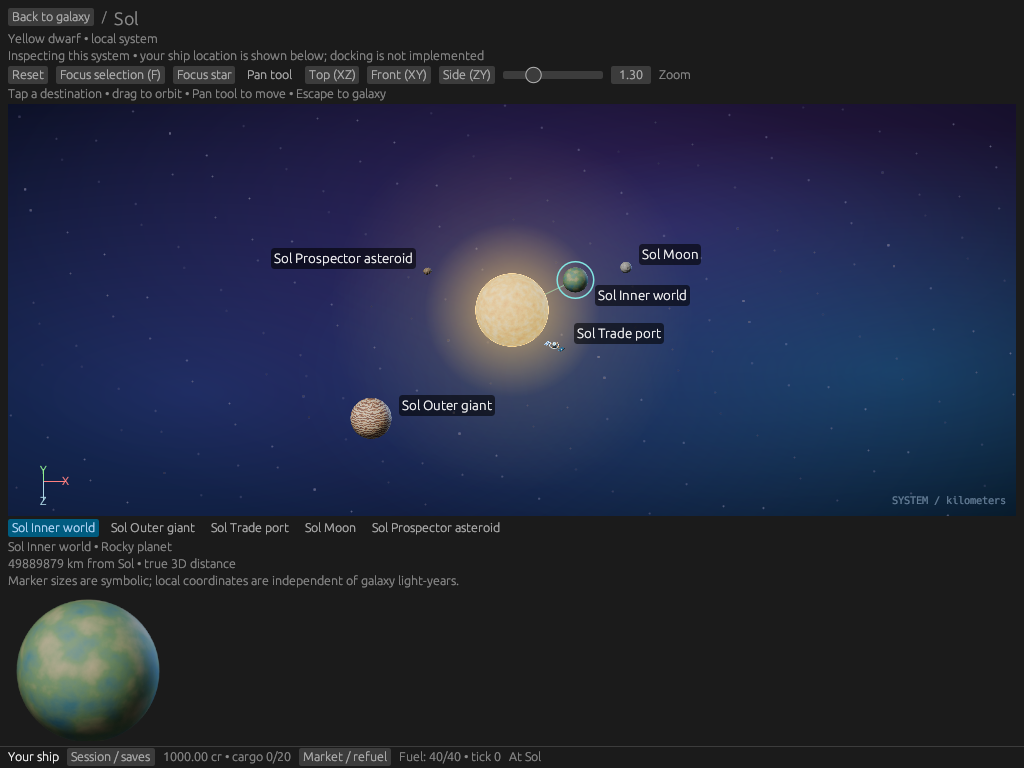 Back to galaxy / Sol
Yellow dwarf • local system
Inspecting this system • your ship location is shown below; docking is not implemented
Reset Focus selection (F) Focus star Pan tool Top (XZ) Front (XY) Side (ZY) 1.30 Zoom
Tap a destination • drag to orbit • Pan tool to move • Escape to galaxy
Sol Prospector asteroid
Sol Moon
Sol Inner world
Sol Trade port
Sol Outer giant
Y
X
Z
SYSTEM / kilometers
Sol Inner world Sol Outer giant Sol Trade port Sol Moon Sol Prospector asteroid
Sol Inner world • Rocky planet
49889879 km from Sol • true 3D distance
Marker sizes are symbolic; local coordinates are independent of galaxy light-years.
Your ship Session / saves 1000.00 cr • cargo 0/20 Market / refuel Fuel: 40/40 • tick 0 At Sol